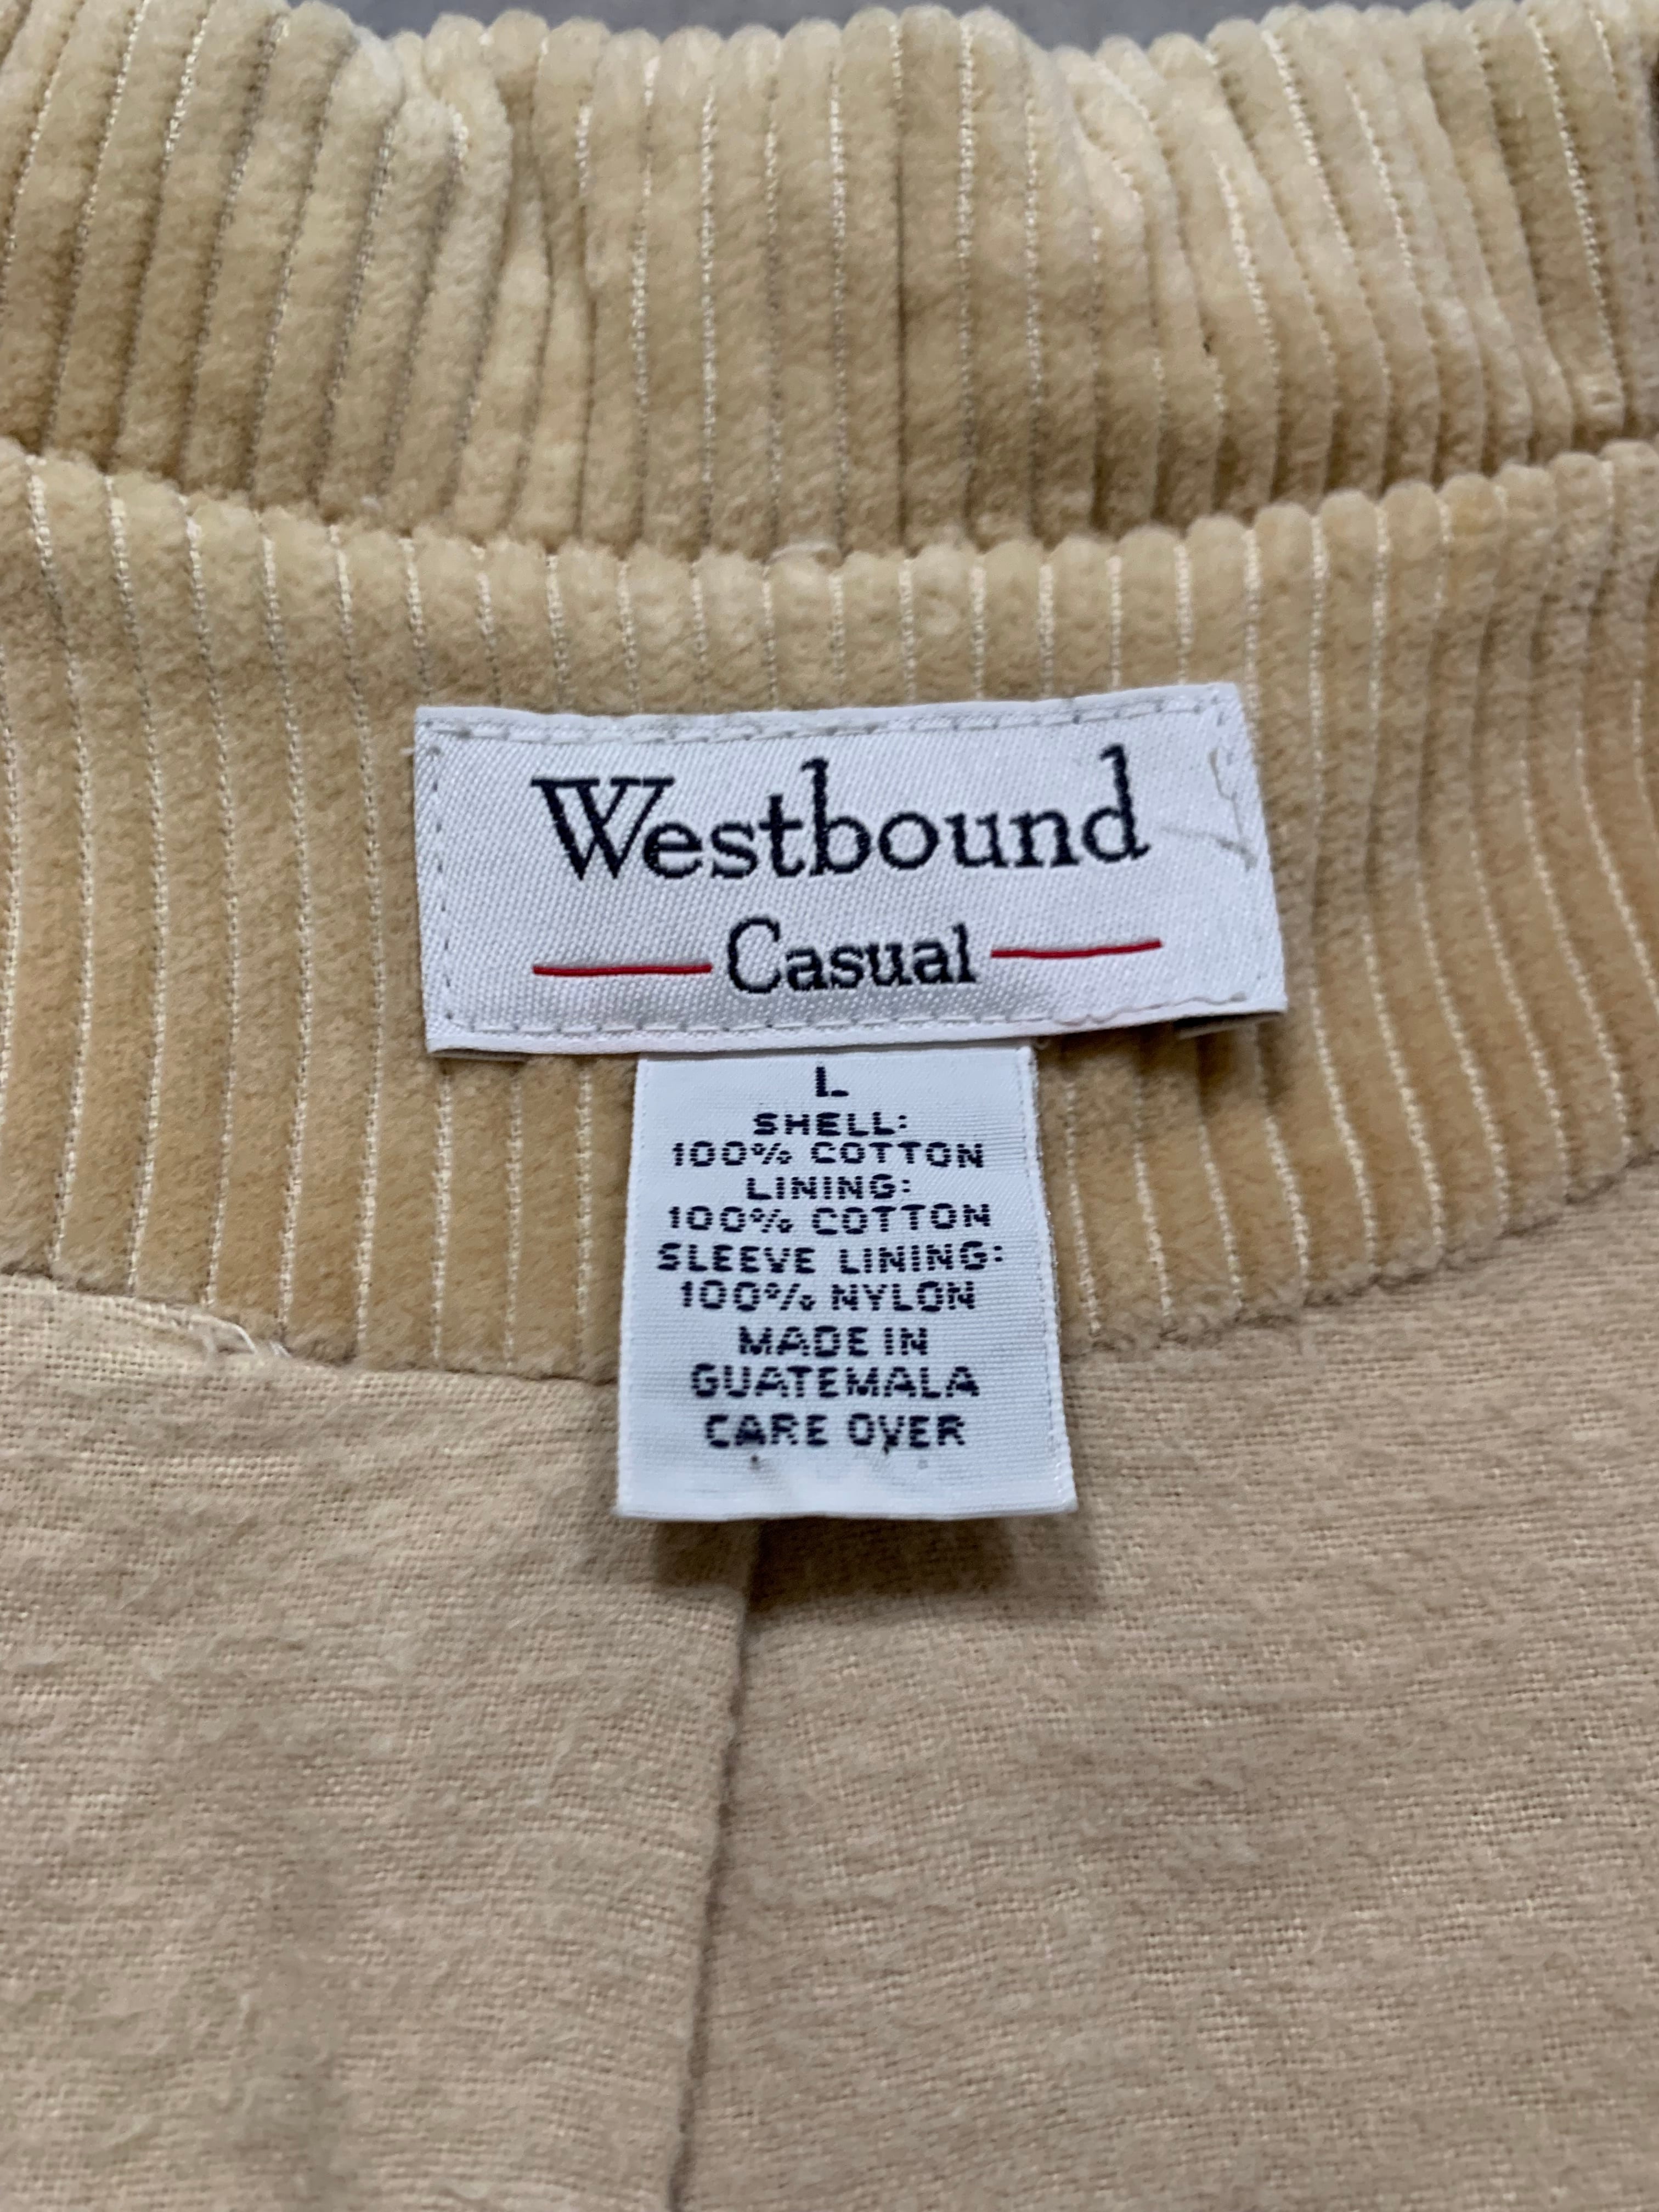 Westbound
Casual
L
SHELL:
100% COTTON
LINING:
100% COTTON
SLEEVE LINING:
100% NYLON
MADE IN
GUATEMALA
CARE OVER